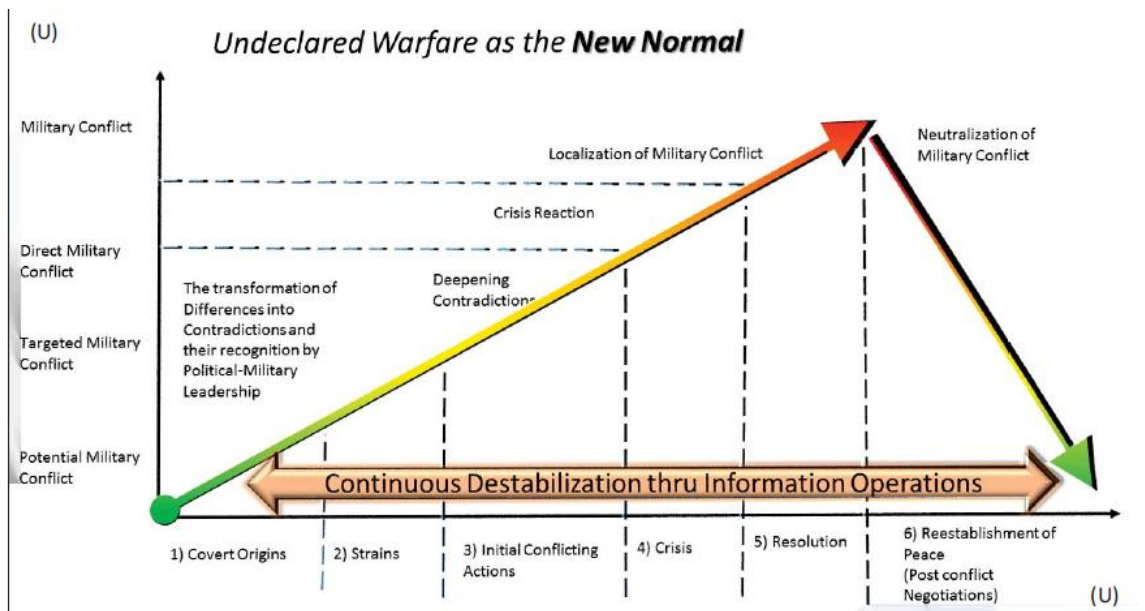 (U)
Undeclared Warfare as the New Normal
Military Conflict
Localization of Military Conflict
Neutralization of
Military Conflict
Crisis Reaction
Direct Military
Conflict
The transformation of
Differences into
Contradictions and
their recognition by
Political-Military
Leadership
Deepening
Contradictions
Targeted Military
Conflict
Potential Military
Conflict
Continuous Destabilization thru Information Operations
1) Covert Origins
2) Strains
3) Initial Conflicting
Actions
4) Crisis
5) Resolution
6) Reestablishment of
Peace
(Post conflict
Negotiations)
(U)